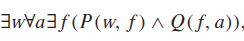 ∃w∀a∃f(P(w, f) ∧ Q(f, a)),